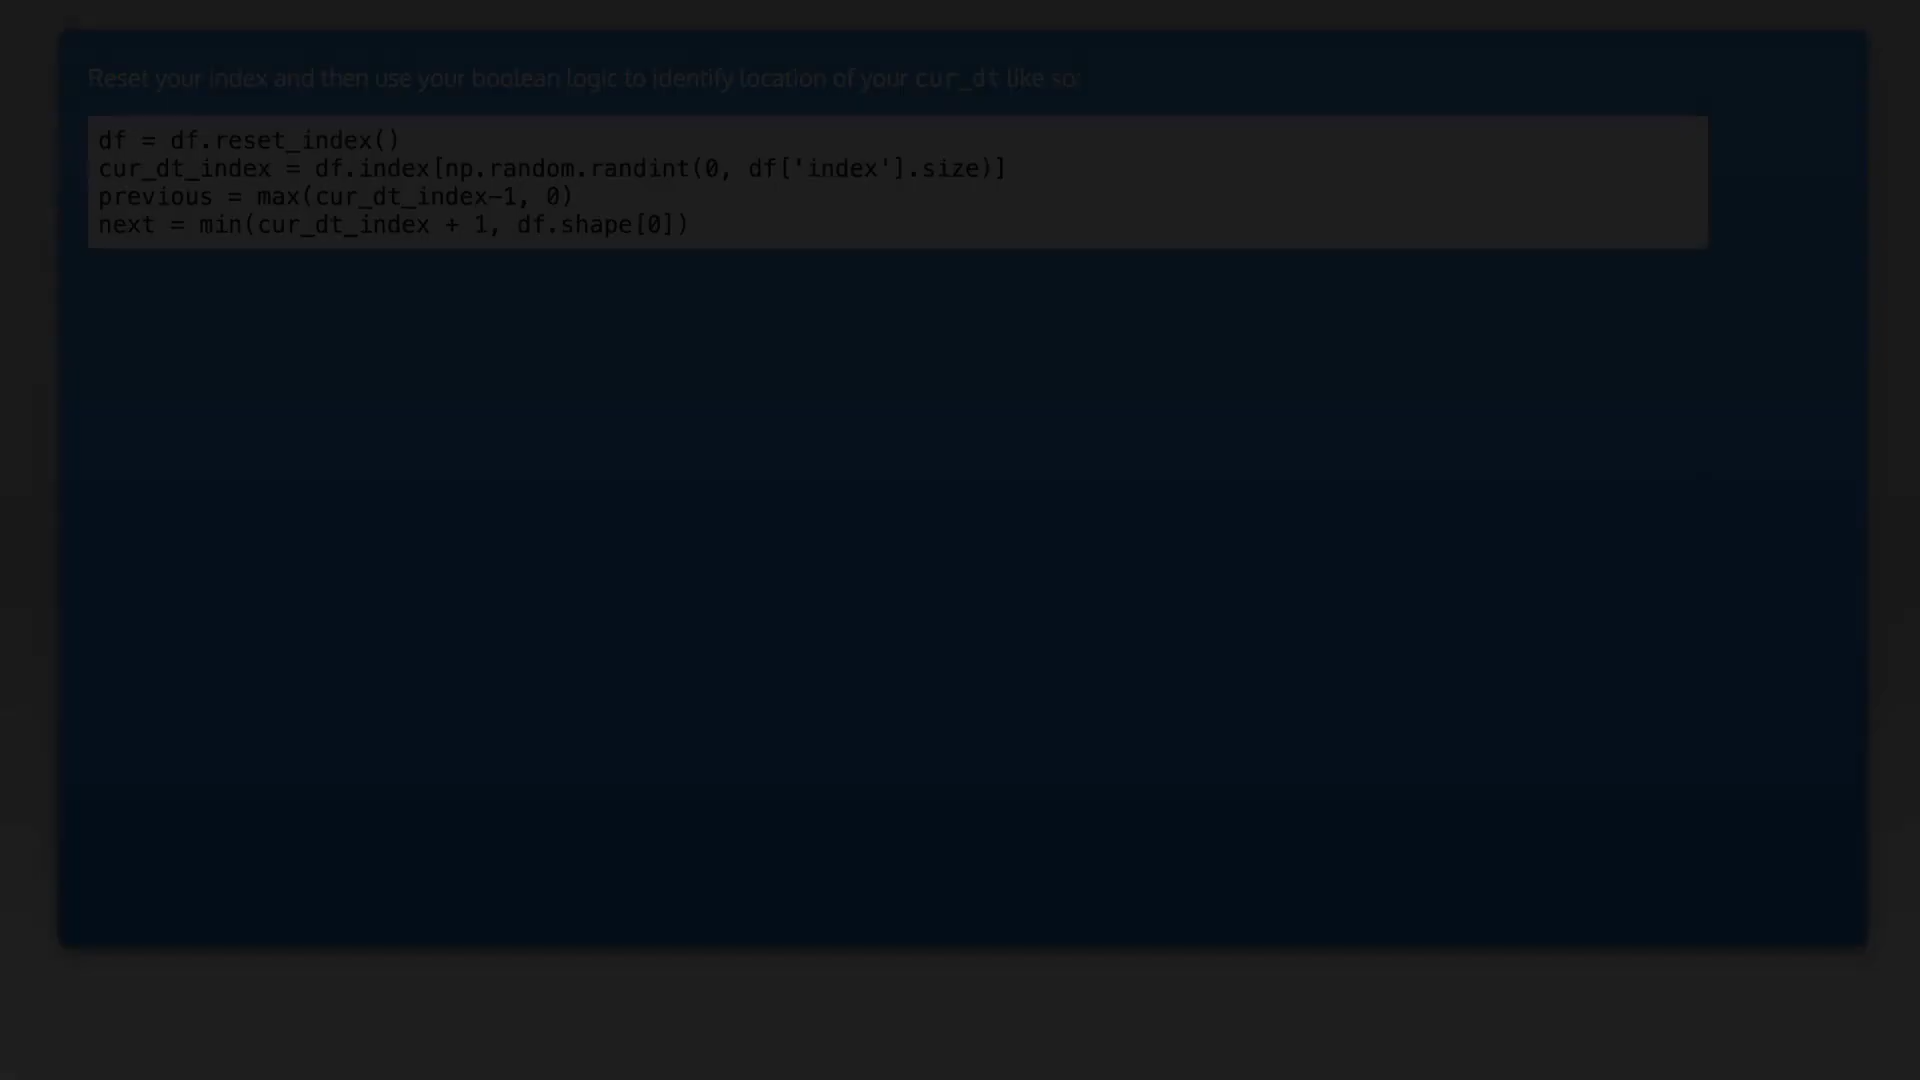 Reset your index and then use your boolean logic to identify location of your cur_dt like so:
df = df.reset_index()
cur_dt_index = df.index[np.random.randint(0, df['index'].size)]
previous = max(cur_dt_index-1, 0)
next = min(cur_dt_index + 1, df.shape[0])